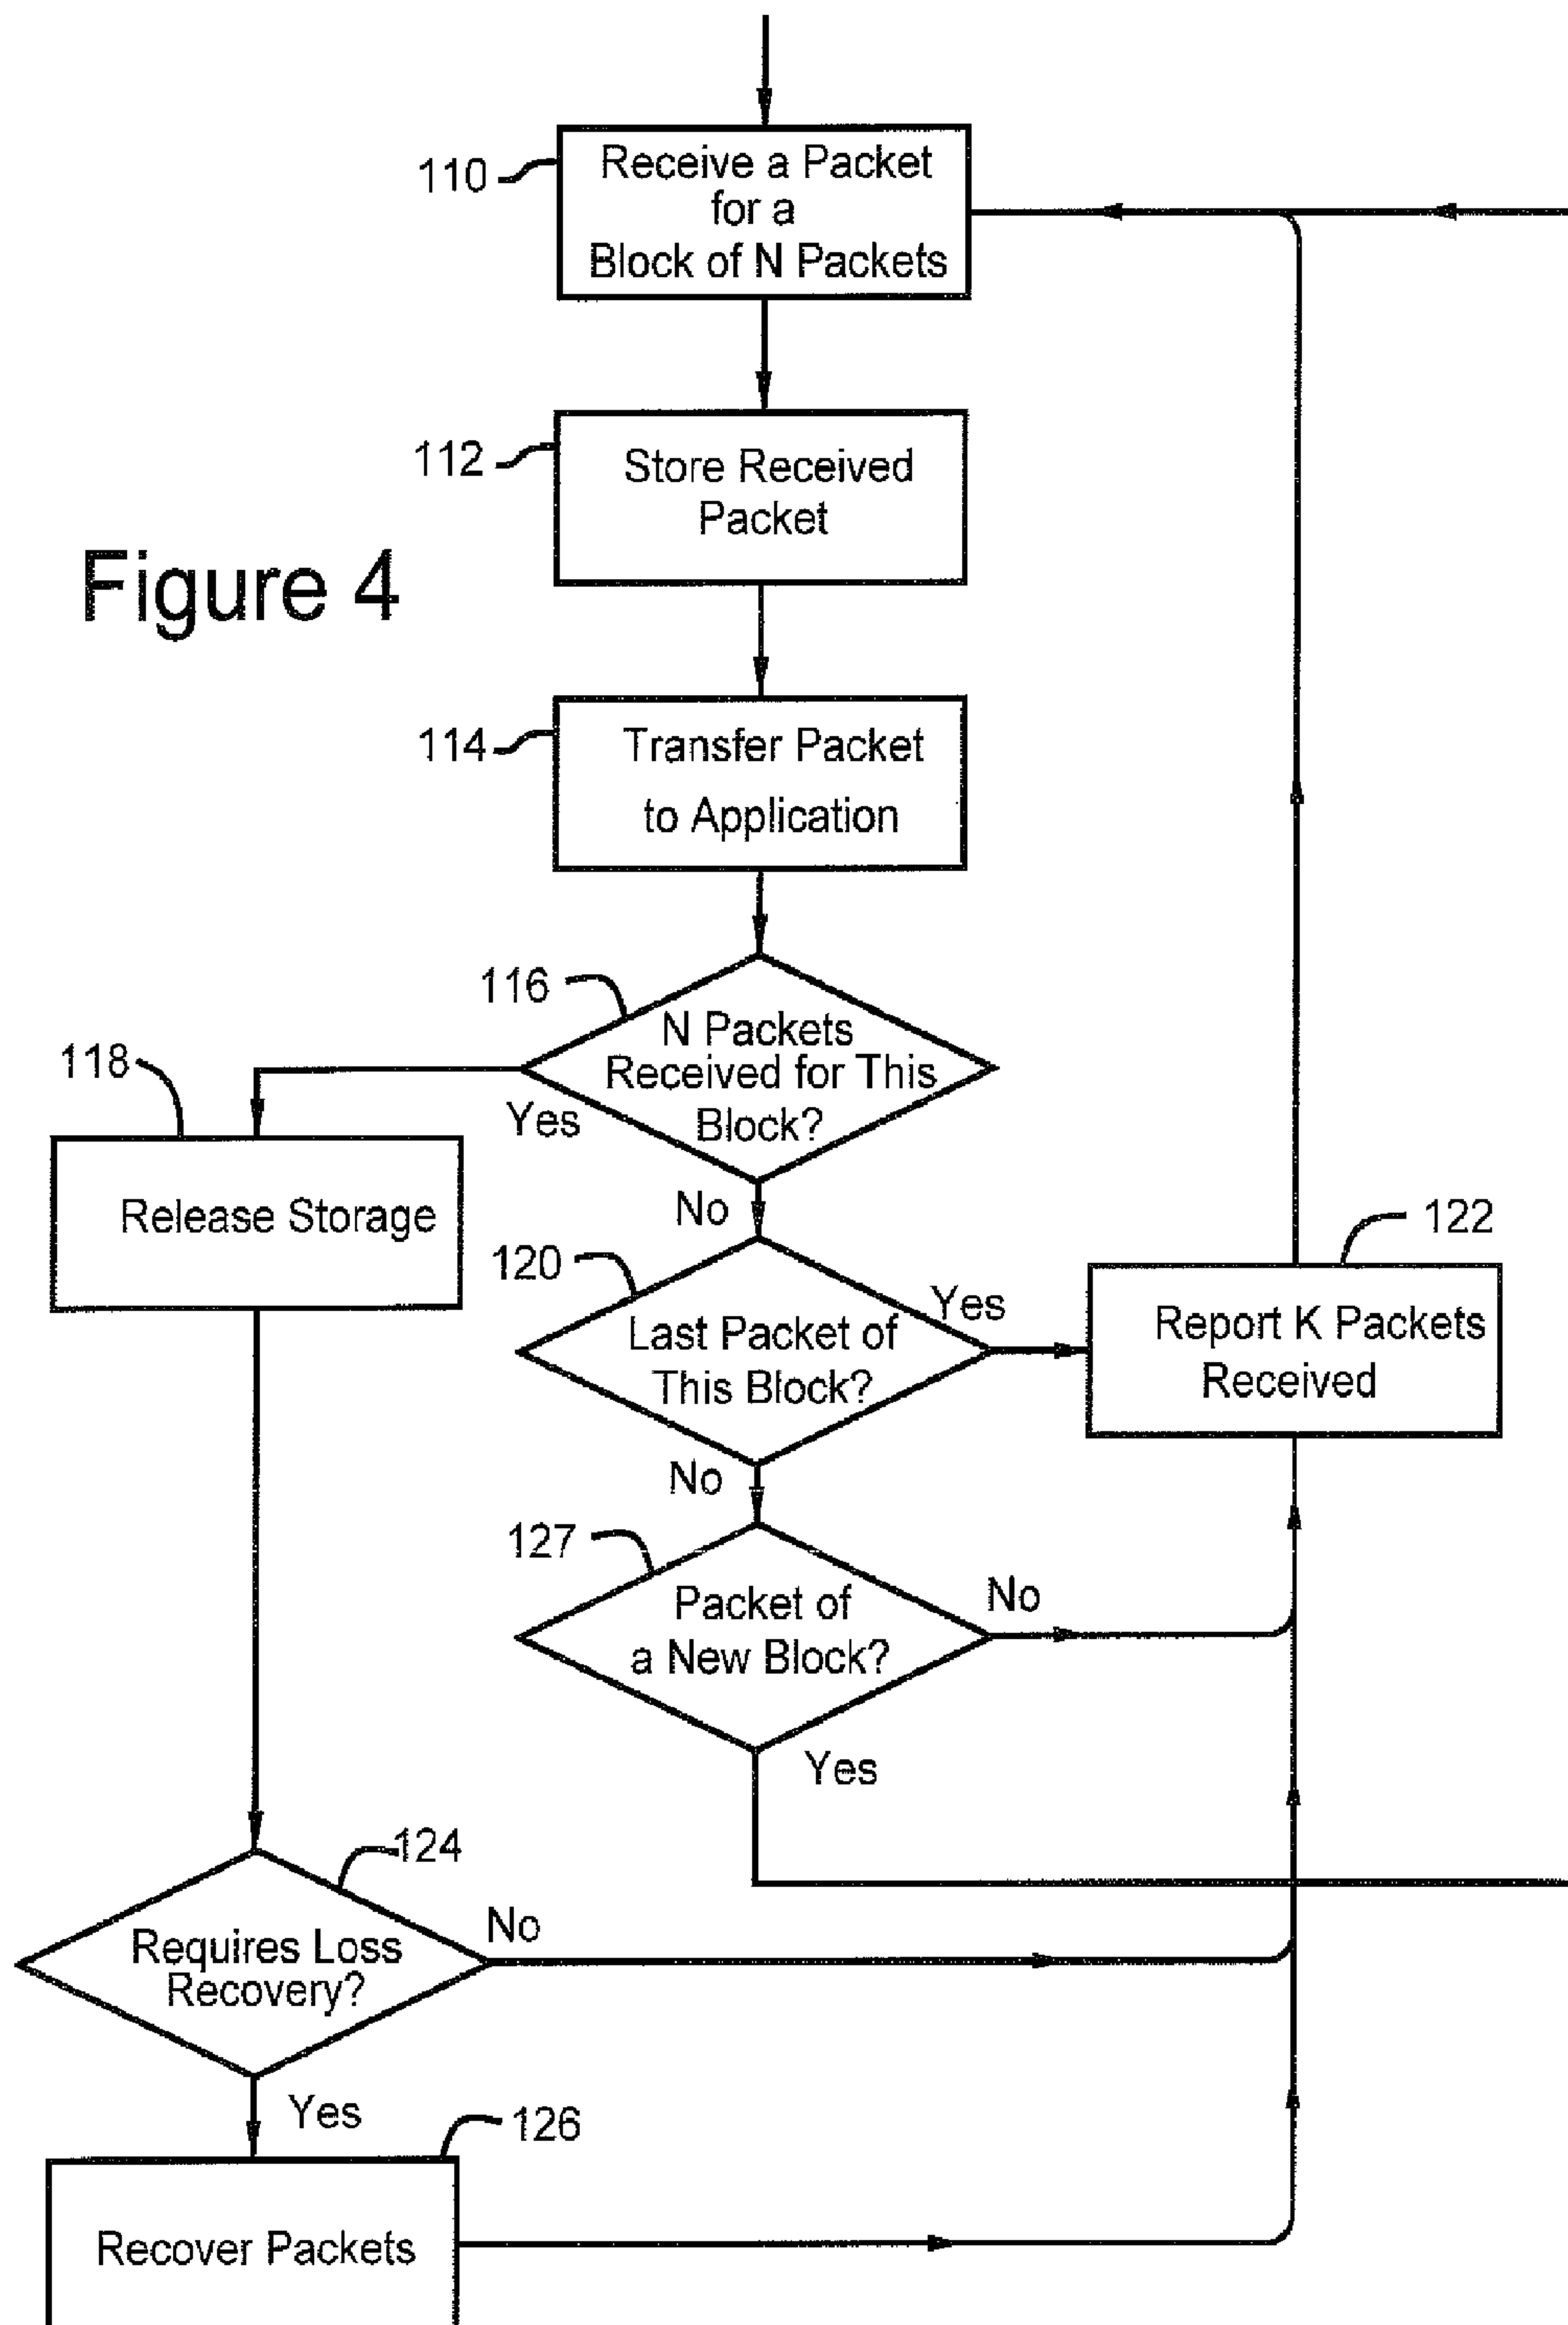 110
Receive a Packet
for a
Block of N Packets
112
Store Received
Packet
Figure 4
114
Transfer Packet
to Application
116
N Packets
Received for This
Block?
Yes
No
118
Release Storage
120
Last Packet of
This Block?
Yes
No
122
Report K Packets
Received
127
Packet of
a New Block?
No
Yes
124
Requires Loss
Recovery?
No
Yes
126
Recover Packets